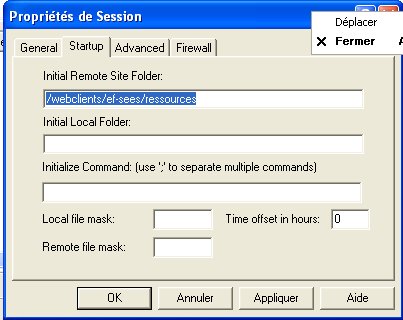 Propriétés de Session
Déplacer
Fermer
General Startup Advanced Firewall
Initial Remote Site Folder:
/webclients/ef-sees/ressources
Initial Local Folder:
Initialize Command: (use ';' to separate multiple commands)
Local file mask: Time offset in hours: 0
Remote file mask:
OK Annuler Appliquer Aide